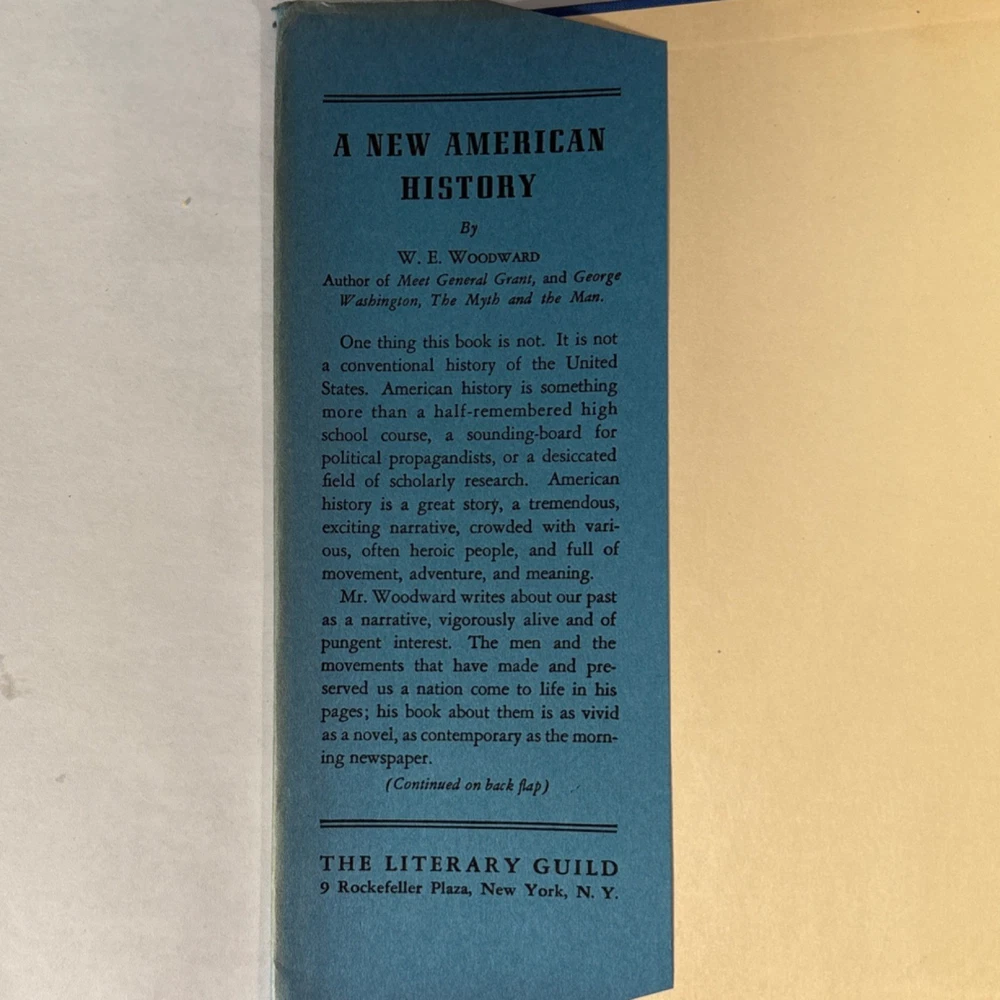 A NEW AMERICAN
HISTORY
By
W. E. WOODWARD
Author of Meet General Grant, and George
Washington, The Myth and the Man.
One thing this book is not. It is not
a conventional history of the United
States. American history is something
more than a half-remembered high
school course, a sounding-board for
political propagandists, or a desiccated
field of scholarly research. American
history is a great story, a tremendous,
exciting narrative, crowded with vari-
ous, often heroic people, and full of
movement, adventure, and meaning.
Mr. Woodward writes about our past
as a narrative, vigorously alive and of
pungent interest. The men and the
movements that have made and pre-
served us a nation come to life in his
pages; his book about them is as vivid
as a novel, as contemporary as the morn-
ing newspaper.
(Continued on back flap)
THE LITERARY GUILD
9 Rockefeller Plaza, New York, N. Y.